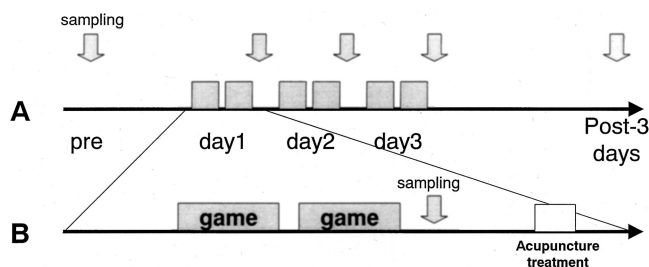 sampling
A
pre
day1
day2
day3
Post-3
days
sampling
B
game
game
Acupuncture
treatment